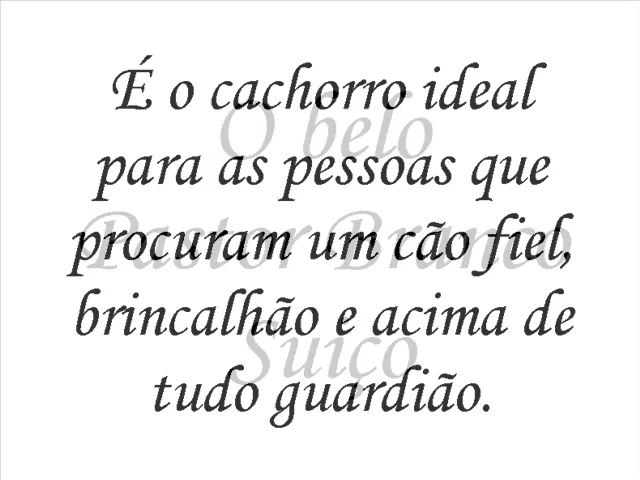 É o cachorro ideal
para as pessoas que
procuram um cão fiel,
brincalhão e acima de
tudo guardião.
O belo
Pastor Branco
Suiço